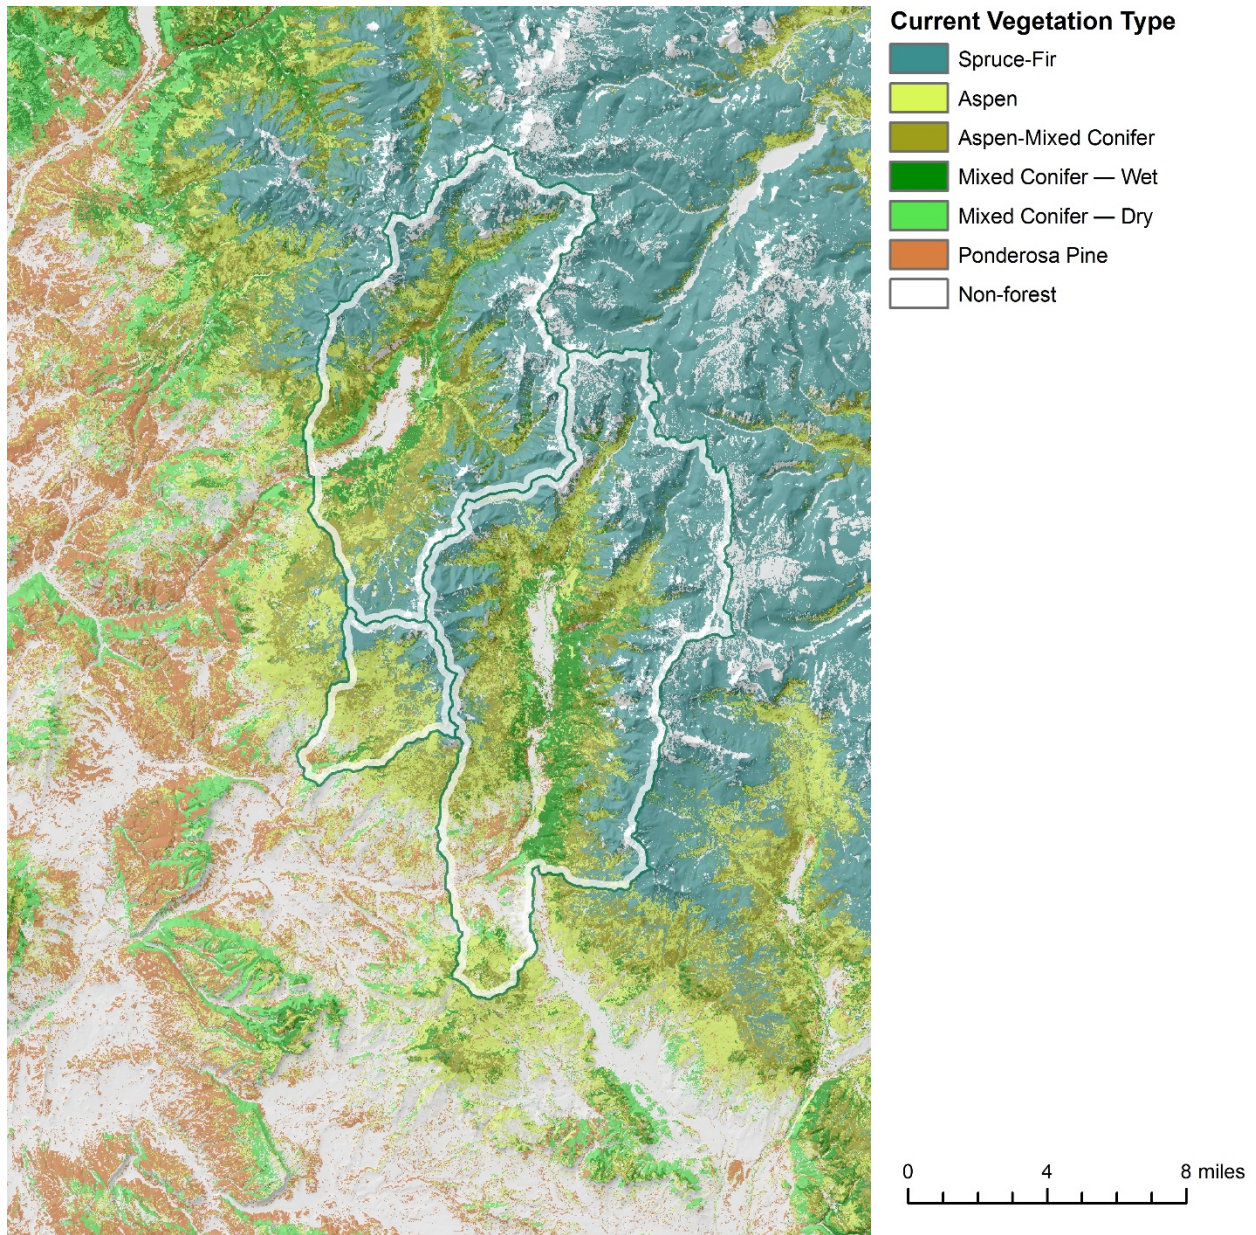 Current Vegetation Type
Spruce-Fir
Aspen
Aspen-Mixed Conifer
Mixed Conifer — Wet
Mixed Conifer — Dry
Ponderosa Pine
Non-forest
0 4 8 miles